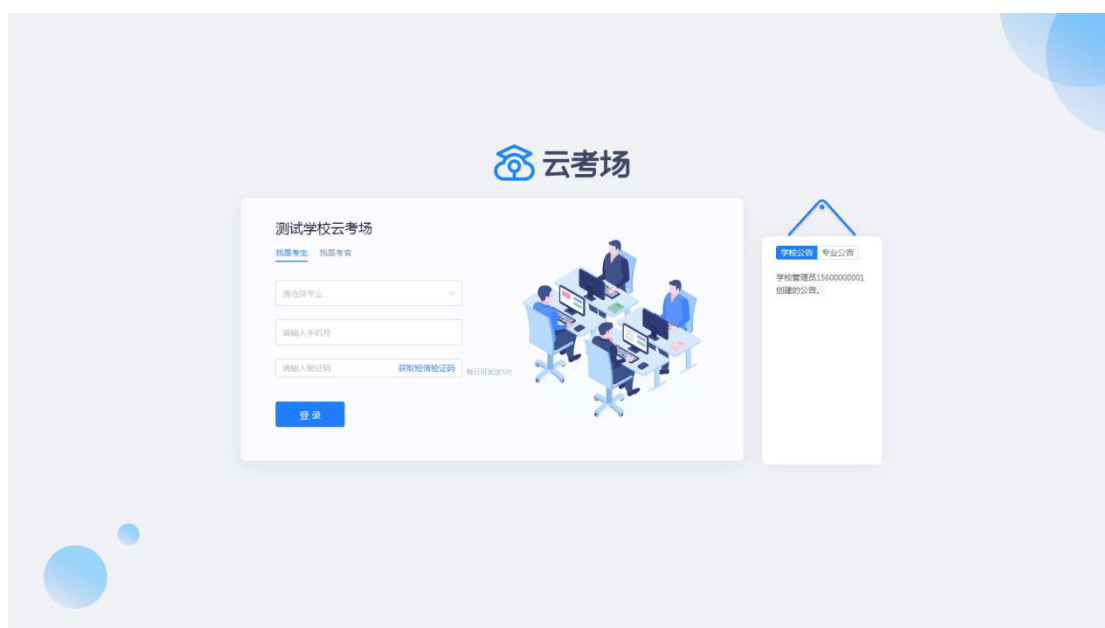 云考场
测试学校云考场
我是考生 我是考官
请选择专业
请输入手机号
请输入验证码 获取短信验证码 每日可发送5次
登录
学校公告 专业公告
学校管理员15600000001
创建的公告。